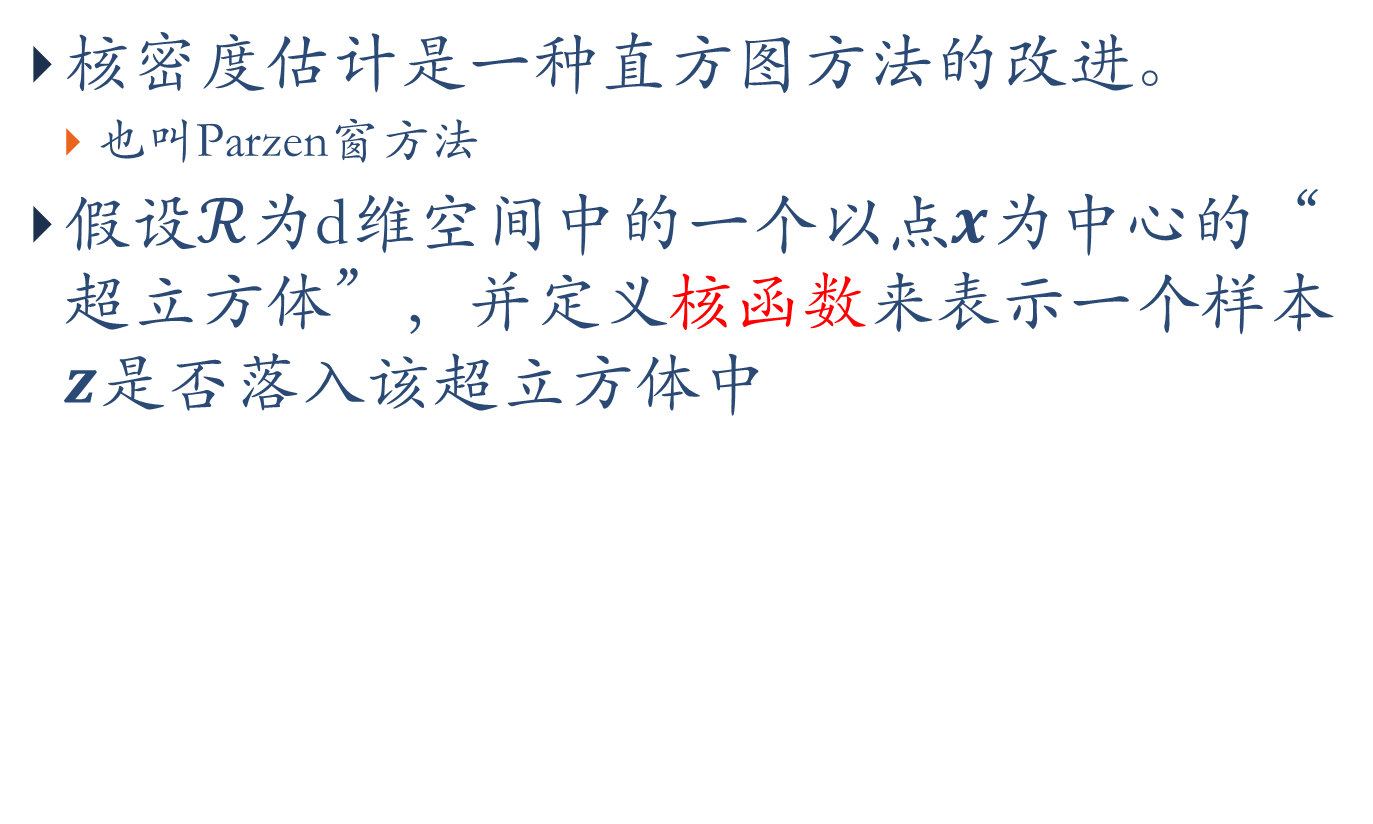 核密度估计是一种直方图方法的改进。
也叫Parzen窗方法
假设ℛ为d维空间中的一个以点𝒙为中心的“
超立方体”，并定义核函数来表示一个样本
𝒛是否落入该超立方体中